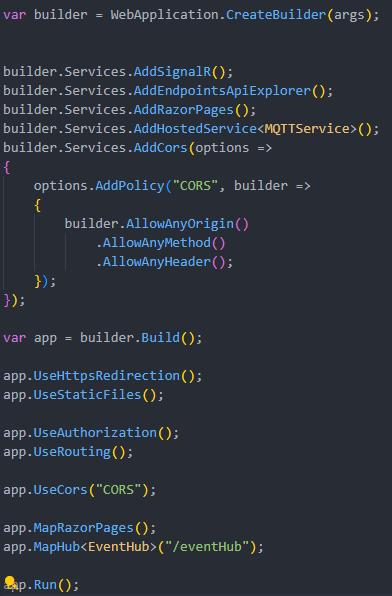 var builder = WebApplication.CreateBuilder(args);
builder.Services.AddSignalR();
builder.Services.AddEndpointsApiExplorer();
builder.Services.AddRazorPages();
builder.Services.AddHostedService<MQTTService>();
builder.Services.AddCors(options =>
{
    options.AddPolicy("CORS", builder =>
    {
        builder.AllowAnyOrigin()
            .AllowAnyMethod()
            .AllowAnyHeader();
    });
});
var app = builder.Build();
app.UseHttpsRedirection();
app.UseStaticFiles();
app.UseAuthorization();
app.UseRouting();
app.UseCors("CORS");
app.MapRazorPages();
app.MapHub<EventHub>("/eventHub");
app.Run();